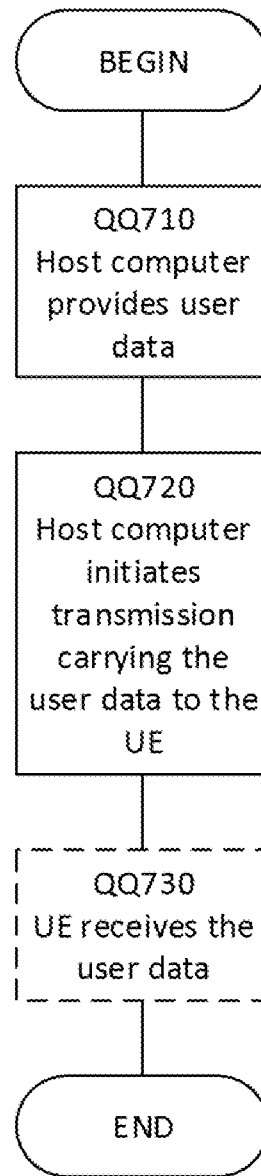 BEGIN
QQ710
Host computer
provides user
data
QQ720
Host computer
initiates
transmission
carrying the
user data to the
UE
QQ730
UE receives the
user data
END